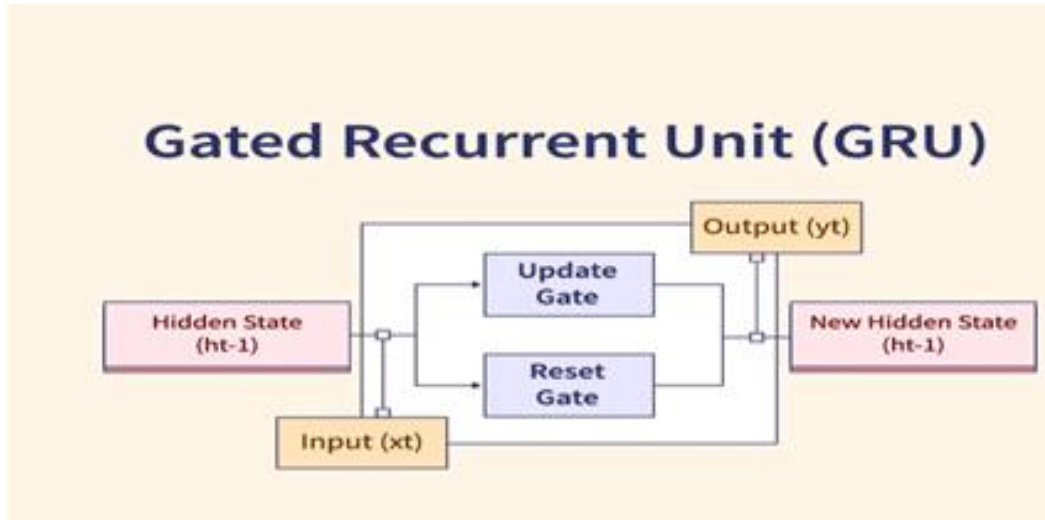 Gated Recurrent Unit (GRU)
Output (yt)
Update
Gate
Hidden State
(ht-1)
New Hidden State
(ht-1)
Reset
Gate
Input (xt)